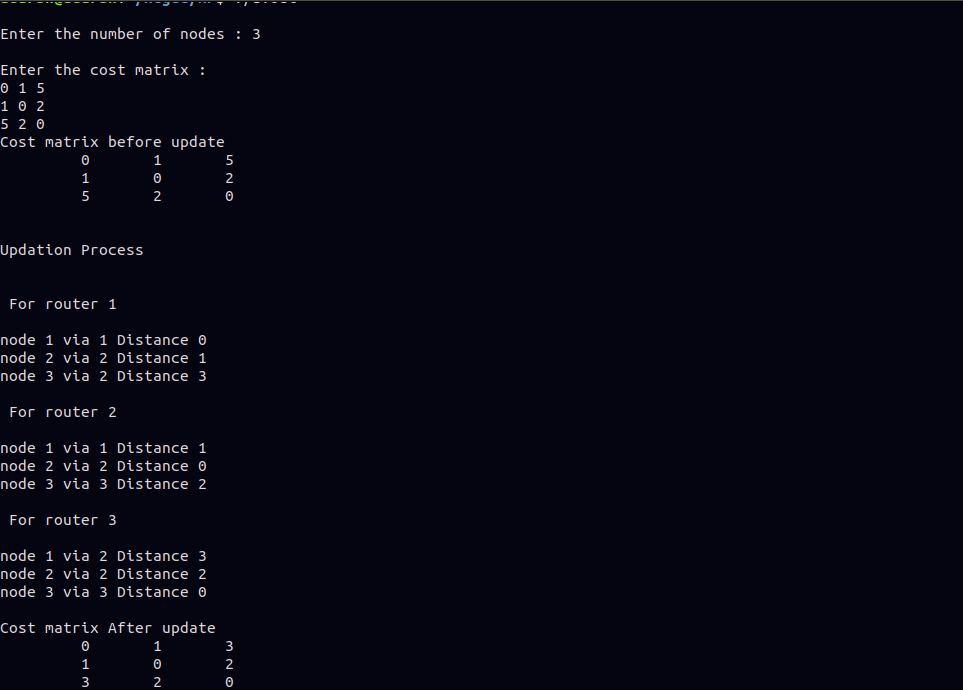 Enter the number of nodes : 3
Enter the cost matrix :
0 1 5
1 0 2
5 2 0
Cost matrix before update
0 1 5
1 0 2
5 2 0
Updation Process
For router 1
node 1 via 1 Distance 0
node 2 via 2 Distance 1
node 3 via 2 Distance 3
For router 2
node 1 via 1 Distance 1
node 2 via 2 Distance 0
node 3 via 3 Distance 2
For router 3
node 1 via 2 Distance 3
node 2 via 2 Distance 2
node 3 via 3 Distance 0
Cost matrix After update
0 1 3
1 0 2
3 2 0